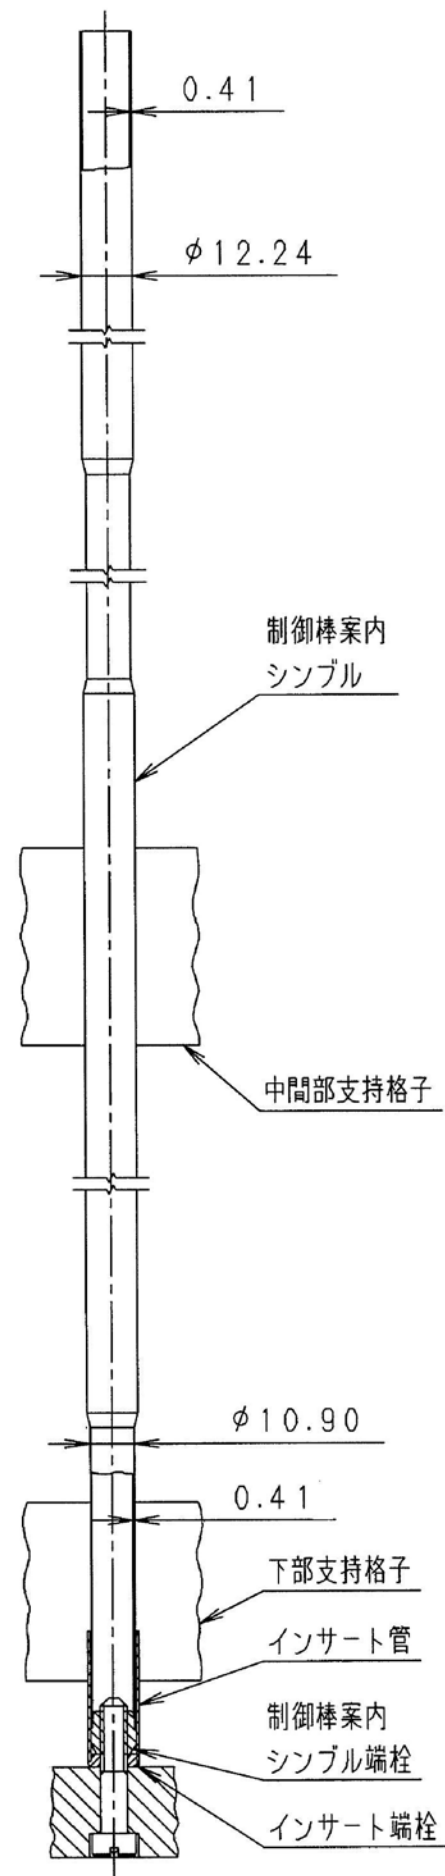 0.41
φ12.24
制御棒案内
シンブル
中間部支持格子
φ10.90
0.41
下部支持格子
インサート管
制御棒案内
シンブル端栓
インサート端栓